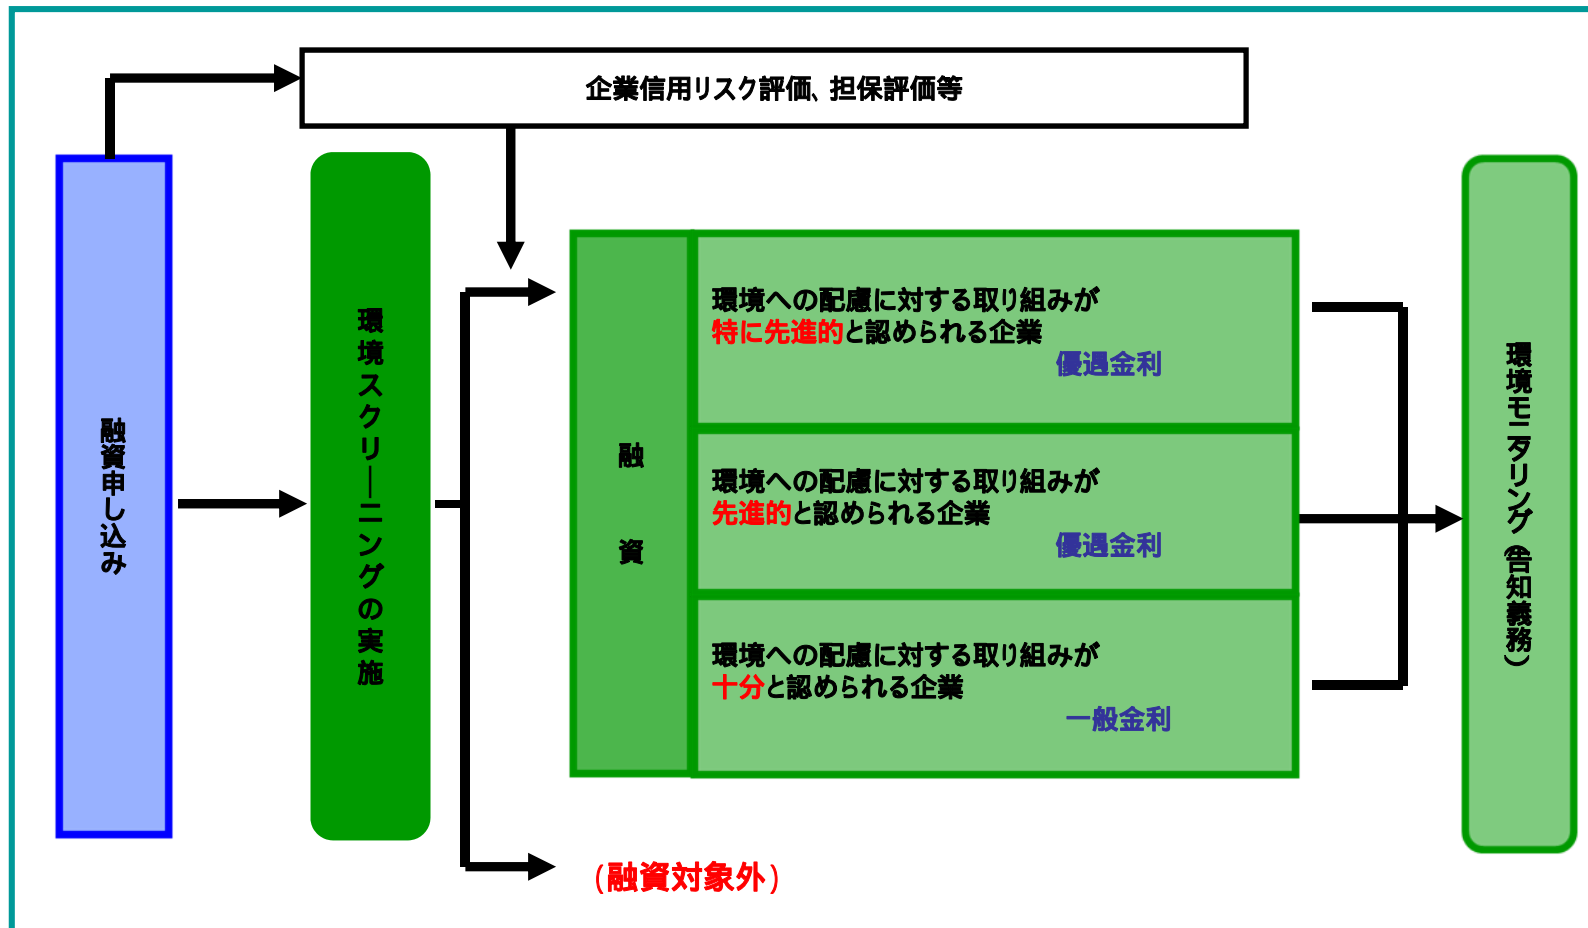 企業信用リスク評価、担保評価等
融資申し込み
環境スクリーニングの実施
融資
環境への配慮に対する取り組みが
特に先進的と認められる企業
優過金利
環境への配慮に対する取り組みが
先進的と認められる企業
優過金利
環境への配慮に対する取り組みが
十分と認められる企業
一般金利
（融資対象外）
環境モニタリング（告知義務）